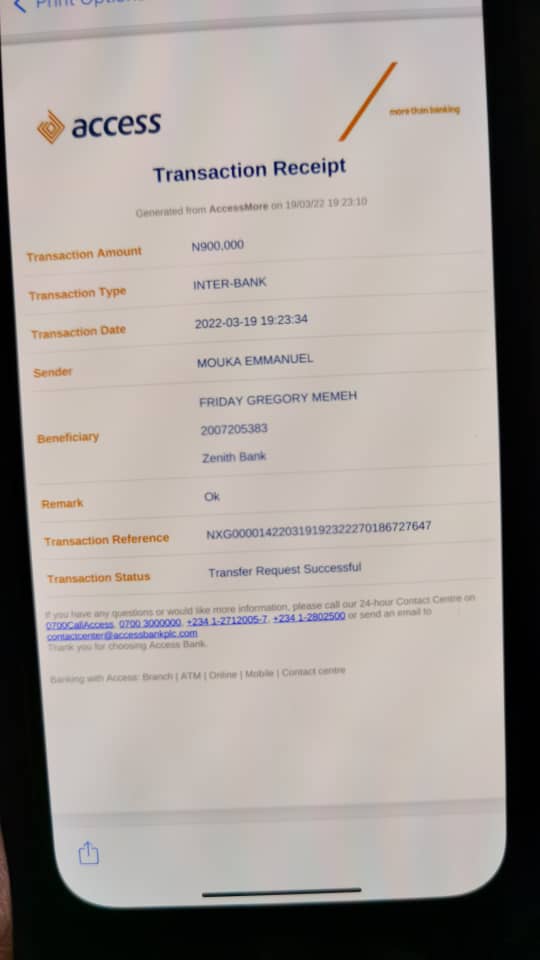 Print Options
access
more than banking
Transaction Receipt
Generated from AccessMore on 19/03/22 19:23:10
Transaction Amount N900,000
Transaction Type INTER-BANK
Transaction Date 2022-03-19 19:23:34
Sender MOUKA EMMANUEL
FRIDAY GREGORY MEMEH
Beneficiary 2007205383
Zenith Bank
Remark Ok
Transaction Reference NXG000014220319192322270186727647
Transaction Status Transfer Request Successful
If you have any questions or would like more information, please call our 24-hour Contact Centre on
0700CallAccess, 0700 3000000, +234 1-2712005-7, +234 1-2802500 or send an email to
contactcenter@accessbankplc.com
Thank you for choosing Access Bank.
Banking with Access: Branch | ATM | Online | Mobile | Contact centre